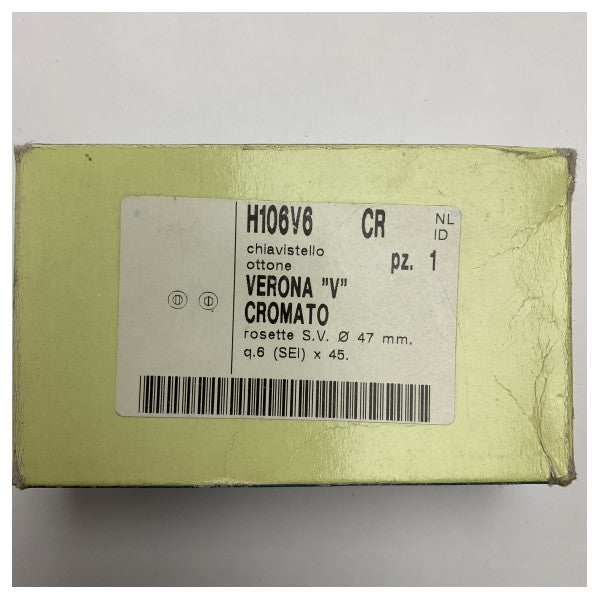 H106V6 CR NL
ID
chiavistello
ottone pz. 1
VERONA "V"
CROMATO
rosette S.V. Ø 47 mm.
q.6 (SEI) x 45.